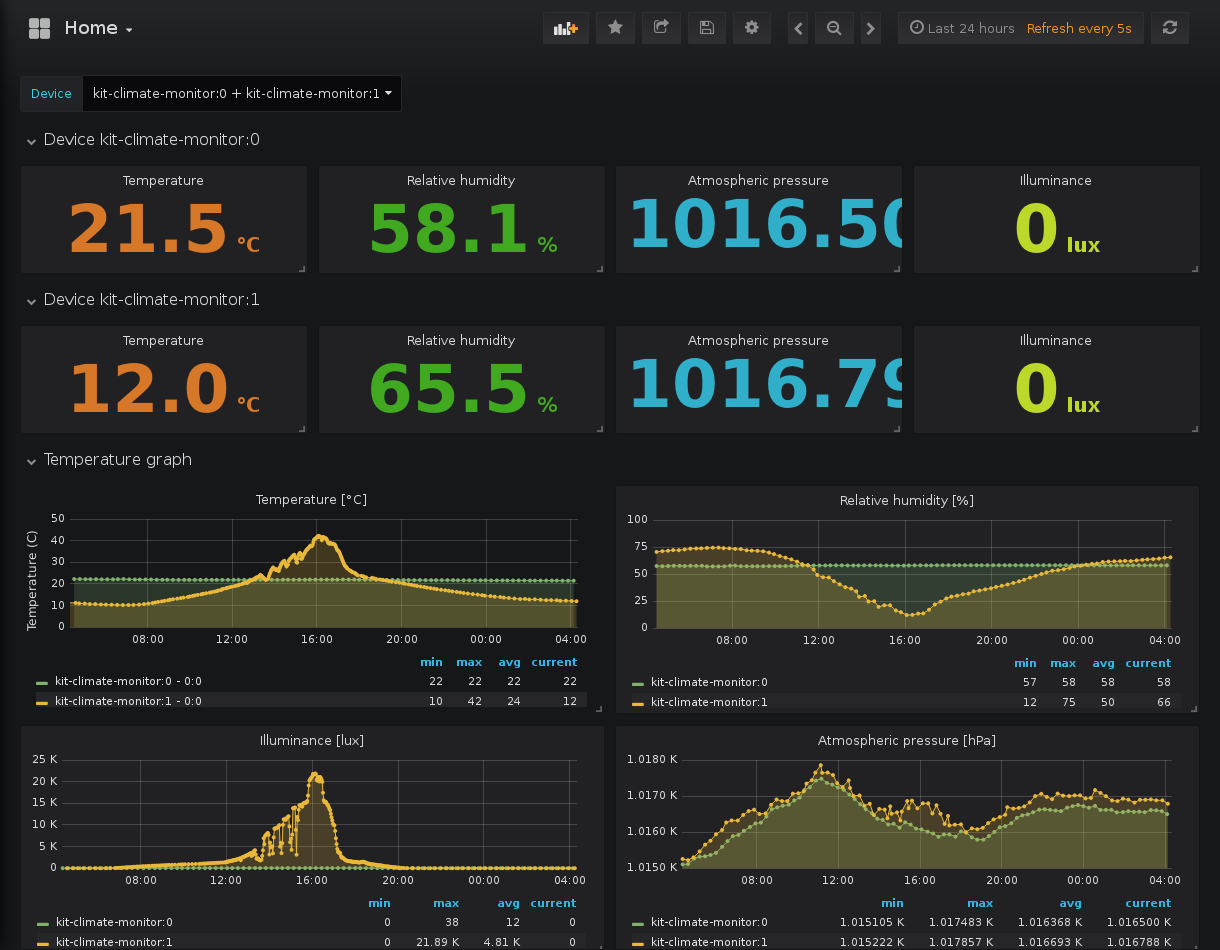 Home
Last 24 hours Refresh every 5s
Device kit-climate-monitor:0 + kit-climate-monitor:1
Device kit-climate-monitor:0
Temperature Relative humidity Atmospheric pressure Illuminance
21.5 °C 58.1 % 1016.50 0 lux
Device kit-climate-monitor:1
Temperature Relative humidity Atmospheric pressure Illuminance
12.0 °C 65.5 % 1016.79 0 lux
Temperature graph
Temperature [°C]
Temperature (C)
50
40
30
20
10
0
08:00 12:00 16:00 20:00 00:00 04:00
min max avg current
kit-climate-monitor:0 - 0:0 22 22 22 22
kit-climate-monitor:1 - 0:0 10 42 24 12
Relative humidity [%]
100
75
50
25
0
08:00 12:00 16:00 20:00 00:00 04:00
min max avg current
kit-climate-monitor:0 57 58 58 58
kit-climate-monitor:1 12 75 50 66
Illuminance [lux]
25 K
20 K
15 K
10 K
5 K
0
08:00 12:00 16:00 20:00 00:00 04:00
min max avg current
kit-climate-monitor:0 0 38 12 0
kit-climate-monitor:1 0 21.89 K 4.81 K 0
Atmospheric pressure [hPa]
1.0180 K
1.0170 K
1.0160 K
1.0150 K
08:00 12:00 16:00 20:00 00:00 04:00
min max avg current
kit-climate-monitor:0 1.015105 K 1.017483 K 1.016368 K 1.016500 K
kit-climate-monitor:1 1.015222 K 1.017857 K 1.016693 K 1.016788 K